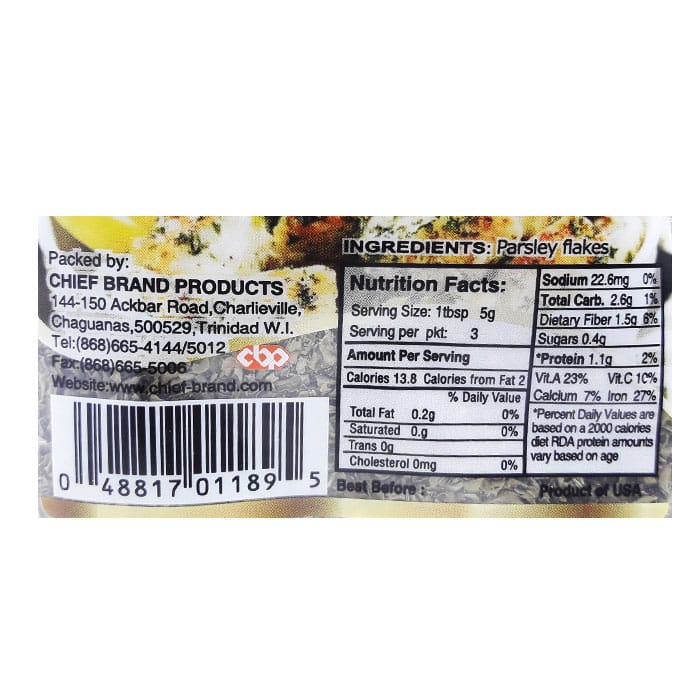 Packed by:
CHIEF BRAND PRODUCTS
144-150 Ackbar Road,Charlieville,
Chaguanas,500529,Trinidad W.I.
Tel:(868)665-4144/5012
cbp
Fax:(868)665-5006
Website:www.chief-brand.com
0 48817 01189 5
INGREDIENTS: Parsley flakes
Nutrition Facts:
Serving Size: 1tbsp 5g
Serving per pkt: 3
Amount Per Serving
Calories 13.8 Calories from Fat 2
% Daily Value
Total Fat 0.2g 0%
Saturated 0.g 0%
Trans 0g
Cholesterol 0mg 0%
Sodium 22.6mg 0%
Total Carb. 2.6g 1%
Dietary Fiber 1.5g 6%
Sugars 0.4g
*Protein 1.1g 2%
Vit.A 23% Vit.C 10%
Calcium 7% Iron 27%
*Percent Daily Values are
based on a 2000 calories
diet RDA protein amounts
vary based on age
Best Before :
Product of USA